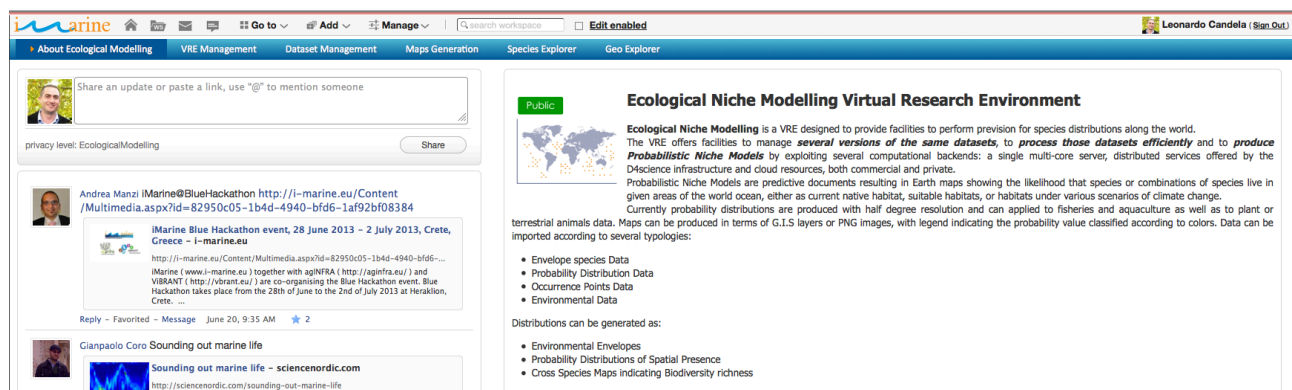 imarine Go to Add Manage search workspace Edit enabled Leonardo Candela (Sign Out)
About Ecological Modelling VRE Management Dataset Management Maps Generation Species Explorer Geo Explorer
Share an update or paste a link, use "@" to mention someone
privacy level: EcologicalModelling Share
Andrea Manzi iMarine@BlueHackathon http://i-marine.eu/Content
/Multimedia.aspx?id=82950c05-1b4d-4940-bfd6-1af92bf08384
iMarine Blue Hackathon event, 28 June 2013 - 2 July 2013, Crete,
Greece - i-marine.eu
http://i-marine.eu/Content/Multimedia.aspx?id=82950c05-1b4d-4940-bfd6-...
iMarine ( www.i-marine.eu ) together with agINFRA ( http://aginfra.eu/ ) and
ViBRANT ( http://vbrant.eu/ ) are co-organising the Blue Hackathon event. Blue
Hackathon takes place from the 28th of June to the 2nd of July 2013 at Heraklion,
Crete. ...
Reply - Favorited - Message June 20, 9:35 AM 2
Gianpaolo Coro Sounding out marine life
Sounding out marine life - sciencenordic.com
http://sciencenordic.com/sounding-out-marine-life
Public
Ecological Niche Modelling Virtual Research Environment
Ecological Niche Modelling is a VRE designed to provide facilities to perform prevision for species distributions along the world.
The VRE offers facilities to manage several versions of the same datasets, to process those datasets efficiently and to produce
Probabilistic Niche Models by exploiting several computational backends: a single multi-core server, distributed services offered by the
D4science infrastructure and cloud resources, both commercial and private.
Probabilistic Niche Models are predictive documents resulting in Earth maps showing the likelihood that species or combinations of species live in
given areas of the world ocean, either as current native habitat, suitable habitats, or habitats under various scenarios of climate change.
Currently probability distributions are produced with half degree resolution and can applied to fisheries and aquaculture as well as to plant or
terrestrial animals data. Maps can be produced in terms of G.I.S layers or PNG images, with legend indicating the probability value classified according to colors. Data can be
imported according to several typologies:
• Envelope species Data
• Probability Distribution Data
• Occurrence Points Data
• Environmental Data
Distributions can be generated as:
• Environmental Envelopes
• Probability Distributions of Spatial Presence
• Cross Species Maps indicating Biodiversity richness